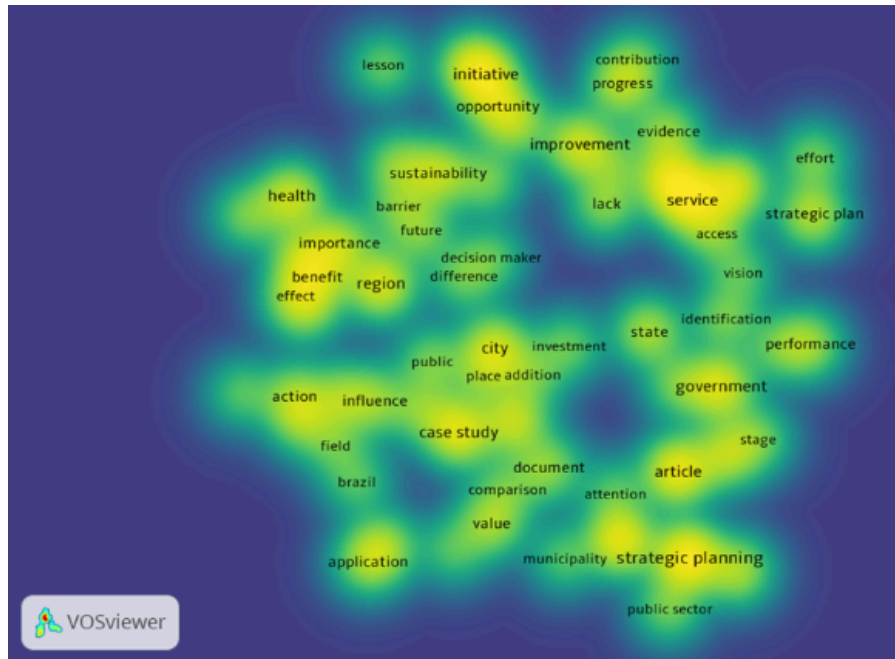 contribution
lesson
initiative
progress
opportunity
evidence
improvement
effort
sustainability
health
service
lack
barrier
strategic plan
future
access
importance
decision maker
vision
benefit
region
difference
effect
identification
state
performance
city
investment
public
place
addition
government
action
influence
case study
stage
field
document
article
brazil
comparison
attention
value
application
municipality
strategic planning
public sector
VOSviewer